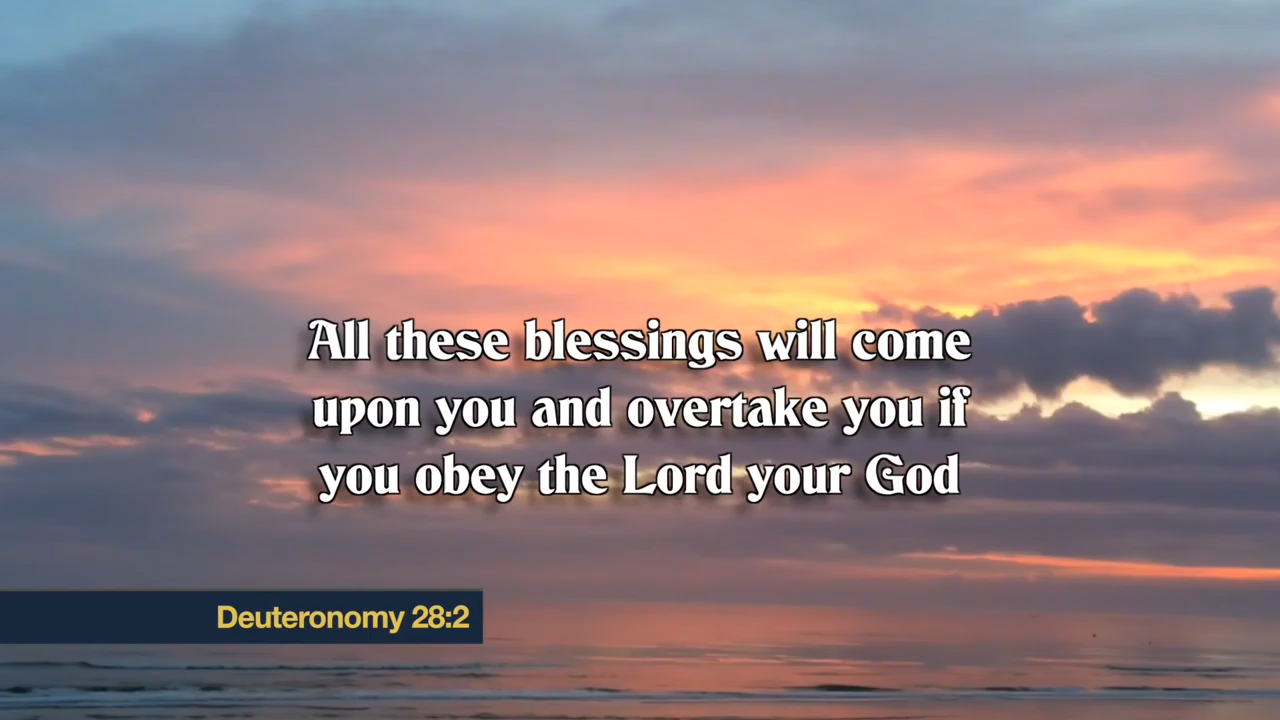 All these blessings will come
upon you and overtake you if
you obey the Lord your God
Deuteronomy 28:2